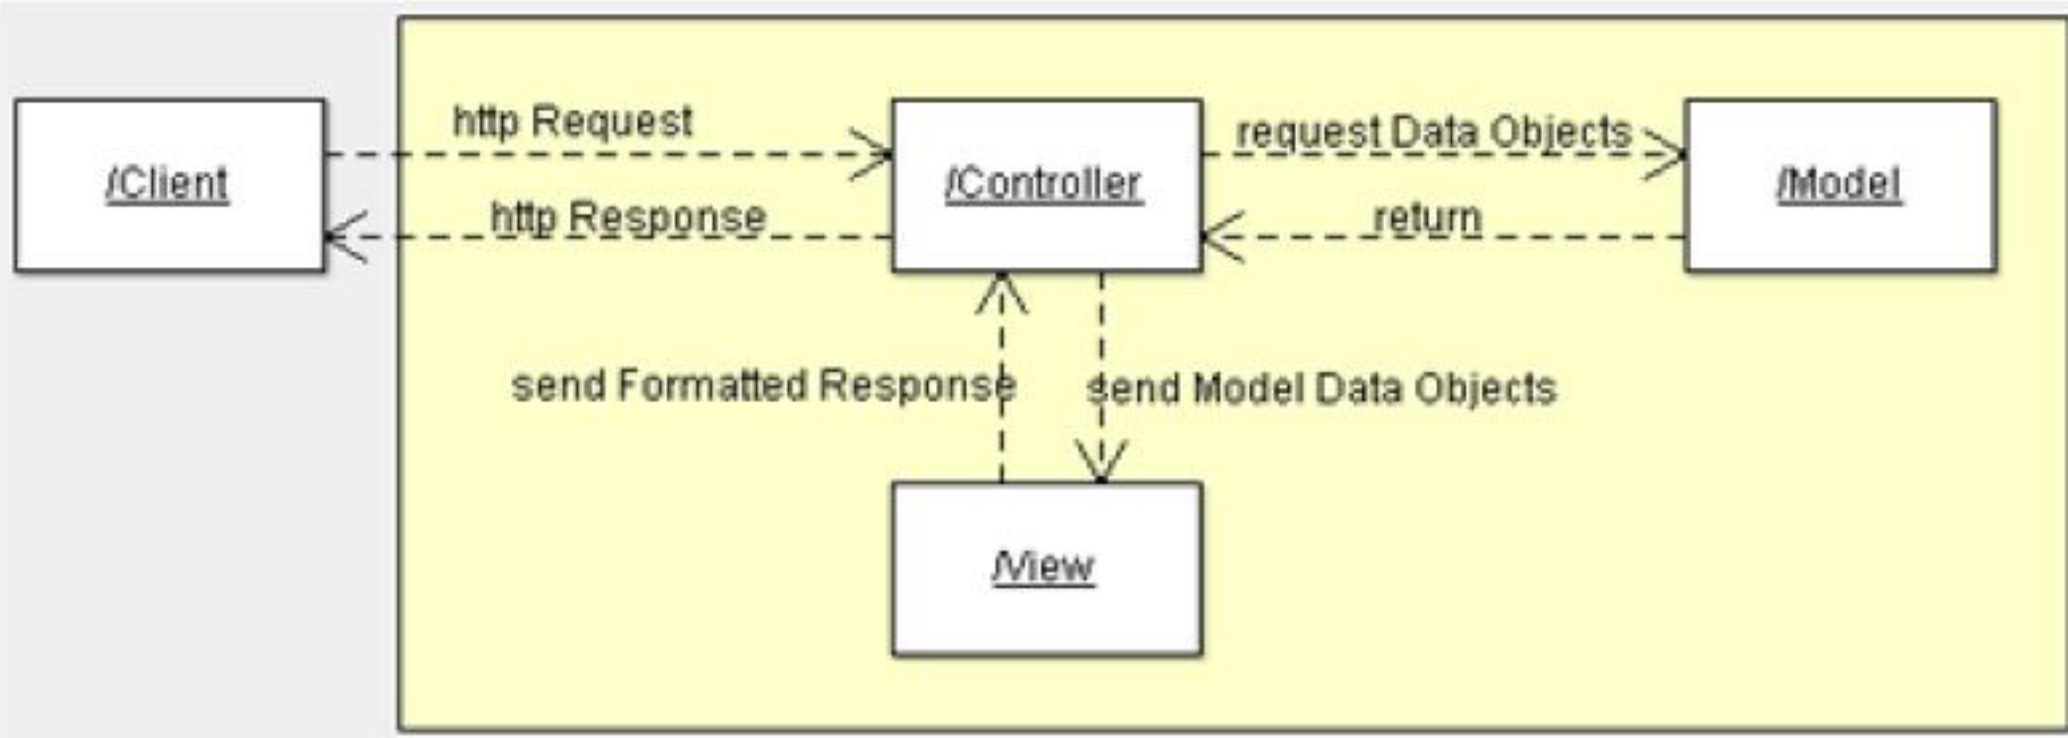 http Request
request Data Objects
/Client
/Controller
/Model
http Response
return
send Formatted Response
send Model Data Objects
/View